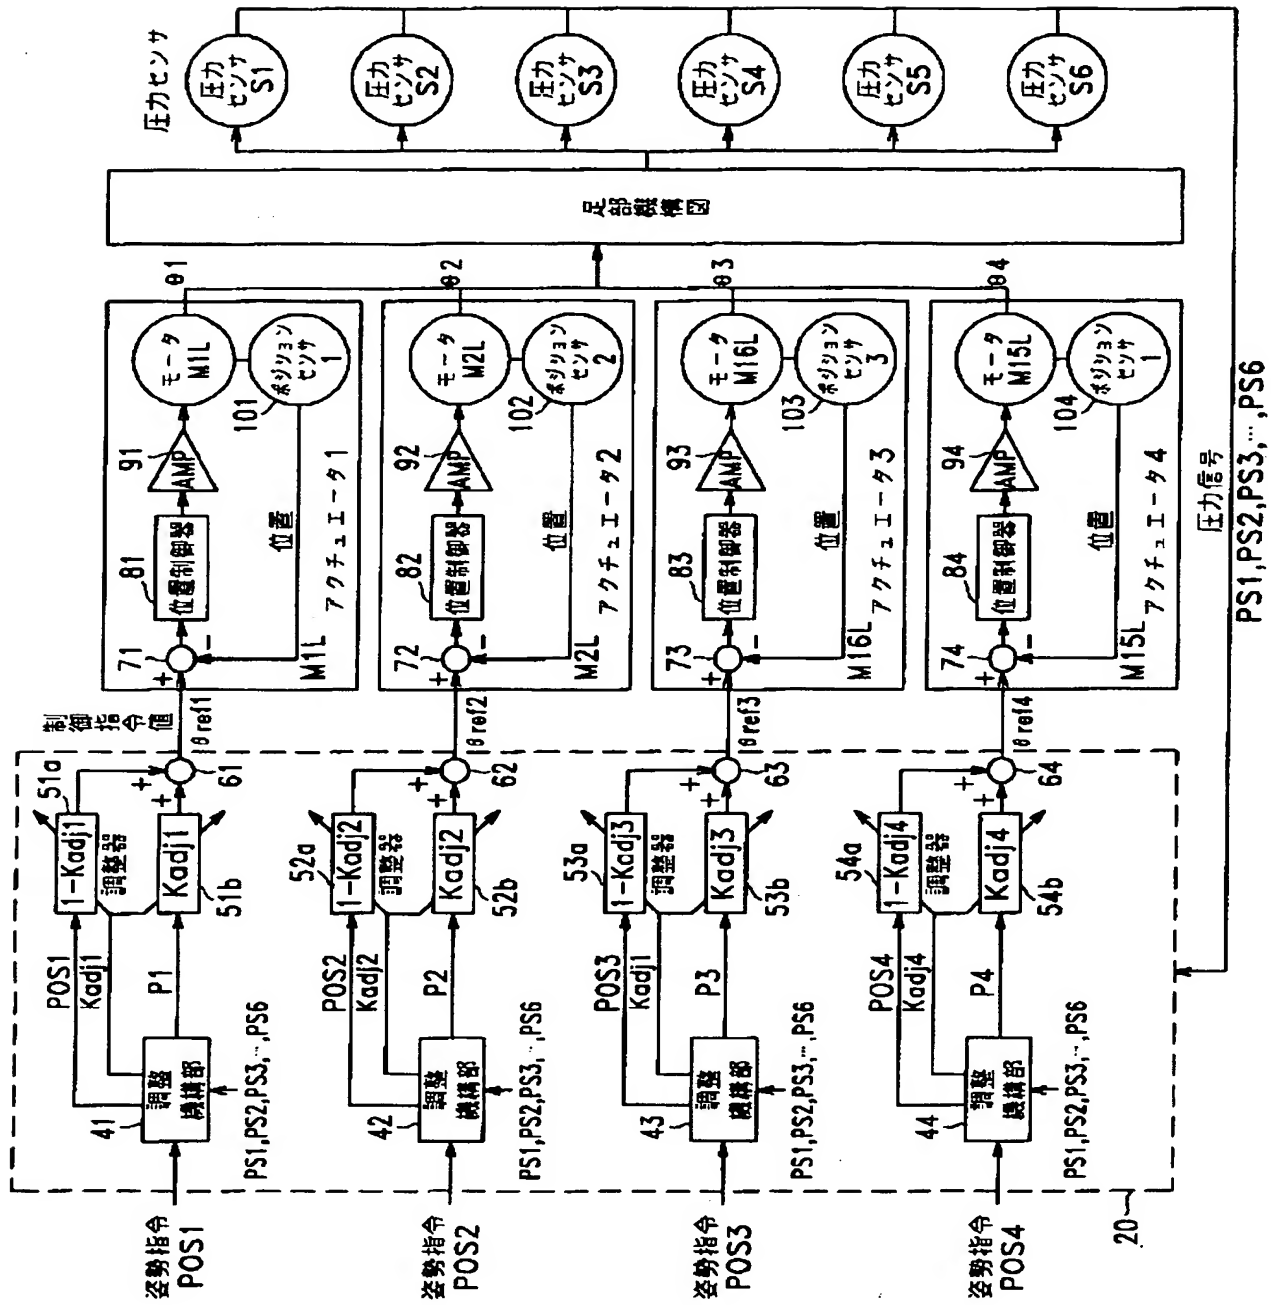 姿勢指令
POS1
41
調整
機構部
PS1,PS2,PS3,…,PS6
POS1
Kadj1
P1
51a
1-Kadj1
調整器
Kadj1
51b
+
+
61
制御指令値
θref1
+
-
71
81
位置制御器
91
AMP
モータ
M1L
101
ポジション
センサ
1
位置
アクチュエータ1
M1L
θ1
姿勢指令
POS2
42
調整
機構部
PS1,PS2,PS3,…,PS6
POS2
Kadj2
P2
52a
1-Kadj2
調整器
Kadj2
52b
+
+
62
θref2
+
-
72
82
位置制御器
92
AMP
モータ
M2L
102
ポジション
センサ
2
位置
アクチュエータ2
M2L
θ2
姿勢指令
POS3
43
調整
機構部
PS1,PS2,PS3,…,PS6
POS3
Kadj1
P3
53a
1-Kadj3
調整器
Kadj3
53b
+
+
63
θref3
+
-
73
83
位置制御器
93
AMP
モータ
M16L
103
ポジション
センサ
3
位置
アクチュエータ3
M16L
θ3
姿勢指令
POS4
44
調整
機構部
PS1,PS2,PS3,…,PS6
POS4
Kadj4
P4
54a
1-Kadj4
調整器
Kadj4
54b
+
+
64
θref4
+
-
74
84
位置制御器
94
AMP
モータ
M15L
104
ポジション
センサ
1
位置
アクチュエータ4
M15L
θ4
20
足部機構図
圧力センサ
圧力
センサ
S1
圧力
センサ
S2
圧力
センサ
S3
圧力
センサ
S4
圧力
センサ
S5
圧力
センサ
S6
圧力信号
PS1,PS2,PS3,…,PS6